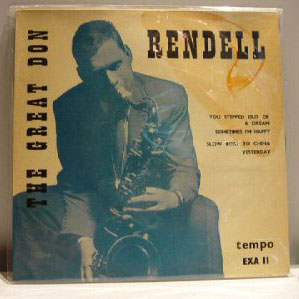 THE GREAT DON
RENDELL
YOU STEPPED OUT OF
A DREAM
SOMETIMES I'M HAPPY
SLOW BOAT TO CHINA
YESTERDAY
tempo
EXA 11